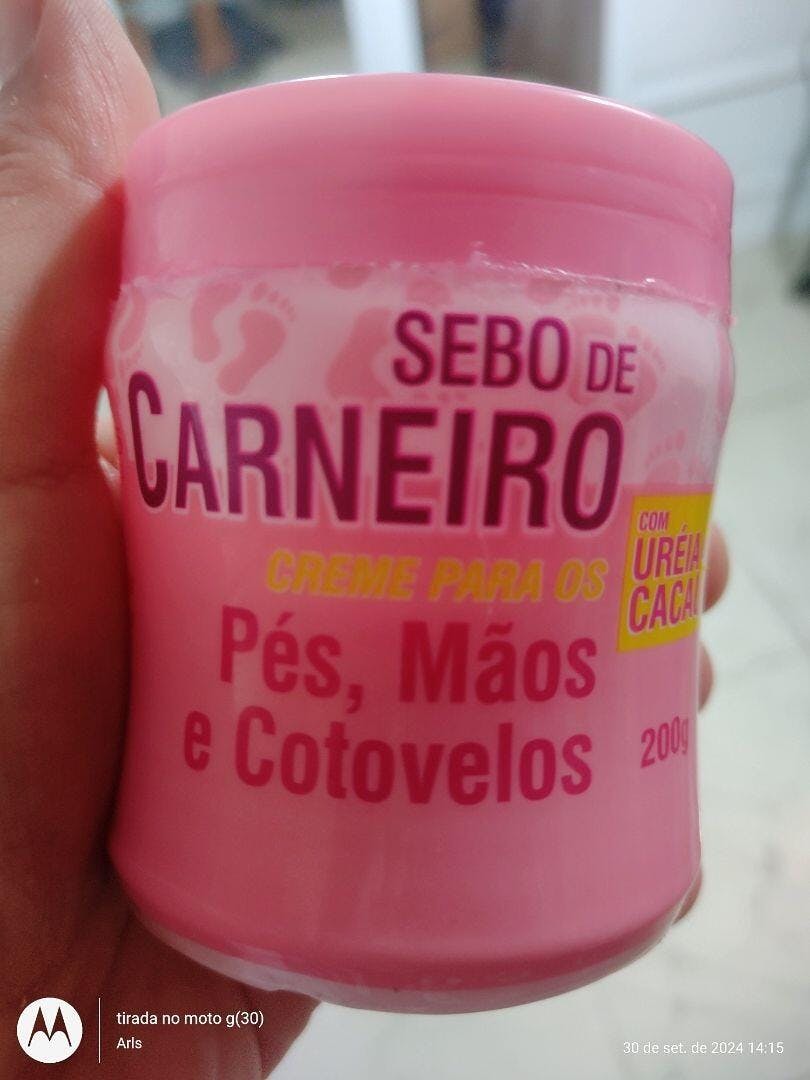 SEBO DE
CARNEIRO
CREME PARA OS
Pés, Mãos
e Cotovelos
COM
URÉIA
CACAU
200g
tirada no moto g(30)
Arls
30 de set. de 2024 14:15